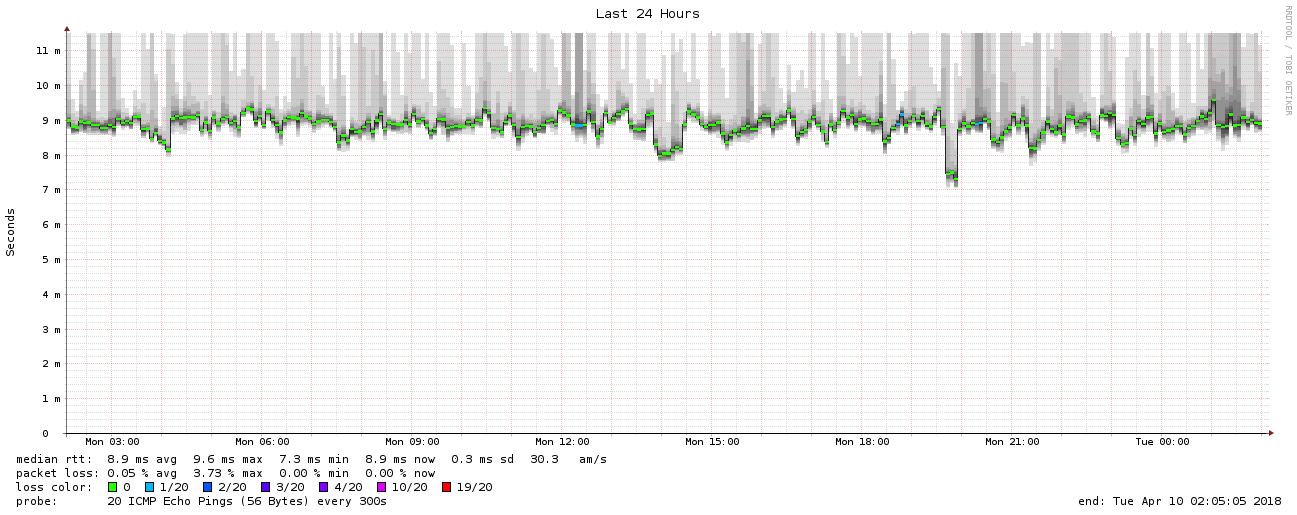 Last 24 Hours
RRDTOOL / TOBI OETIKER
Seconds
11 m
10 m
9 m
8 m
7 m
6 m
5 m
4 m
3 m
2 m
1 m
0
Mon 03:00 Mon 06:00 Mon 09:00 Mon 12:00 Mon 15:00 Mon 18:00 Mon 21:00 Tue 00:00
median rtt: 8.9 ms avg 9.6 ms max 7.3 ms min 8.9 ms now 0.3 ms sd 30.3 am/s
packet loss: 0.05 % avg 3.73 % max 0.00 % min 0.00 % now
loss color: 0 1/20 2/20 3/20 4/20 10/20 19/20
probe: 20 ICMP Echo Pings (56 Bytes) every 300s end: Tue Apr 10 02:05:05 2018